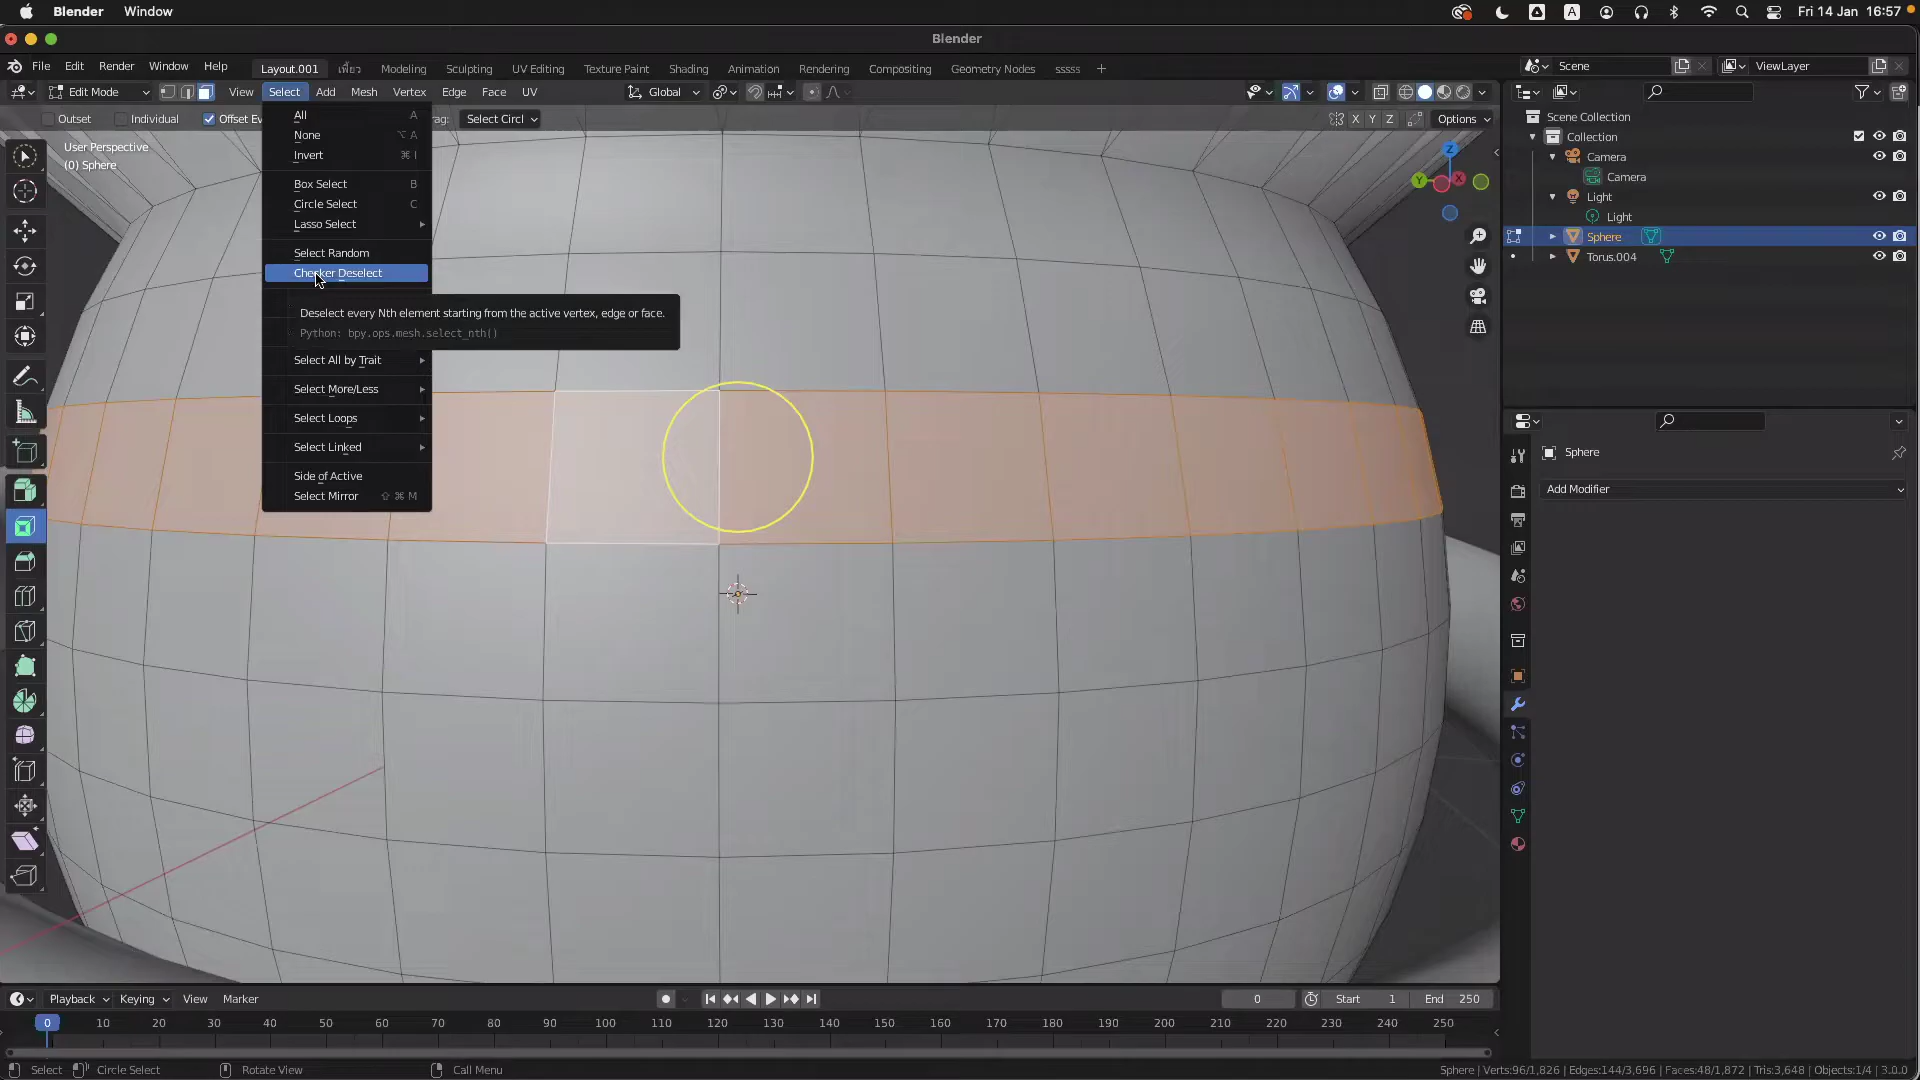 Blender Window Fri 14 Jan 16:57
Blender
File Edit Render Window Help Layout.001 เพี้ยว Modeling Sculpting UV Editing Texture Paint Shading Animation Rendering Compositing Geometry Nodes sssss Scene ViewLayer
Edit Mode View Select Add Mesh Vertex Edge Face UV Global
Outset Individual Offset Ev ag: Select Circl X Y Z Options
User Perspective
(0) Sphere
All A
None ⌥ A
Invert ⌘ I
Box Select B
Circle Select C
Lasso Select
Select Random
Checker Deselect
Deselect every Nth element starting from the active vertex, edge or face.
Python: bpy.ops.mesh.select_nth()
Select All by Trait
Select More/Less
Select Loops
Select Linked
Side of Active
Select Mirror ⇧ ⌘ M
Z
Y X
Scene Collection
Collection
Camera
Camera
Light
Light
Sphere
Torus.004
Sphere
Add Modifier
Playback Keying View Marker 0 Start 1 End 250
0 10 20 30 40 50 60 70 80 90 100 110 120 130 140 150 160 170 180 190 200 210 220 230 240 250
Select Circle Select Rotate View Call Menu Sphere | Verts:96/1,826 | Edges:144/3,696 | Faces:48/1,872 | Tris:3,648 | Objects:1/4 | 3.0.0